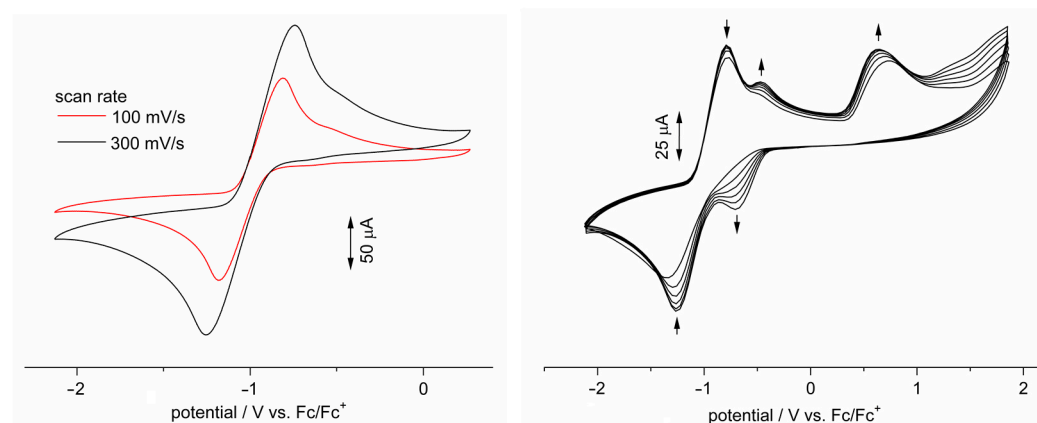 scan rate
100 mV/s
300 mV/s
50 μA
−2 −1 0
potential / V vs. Fc/Fc⁺
25 μA
−2 −1 0 1 2
potential / V vs. Fc/Fc⁺